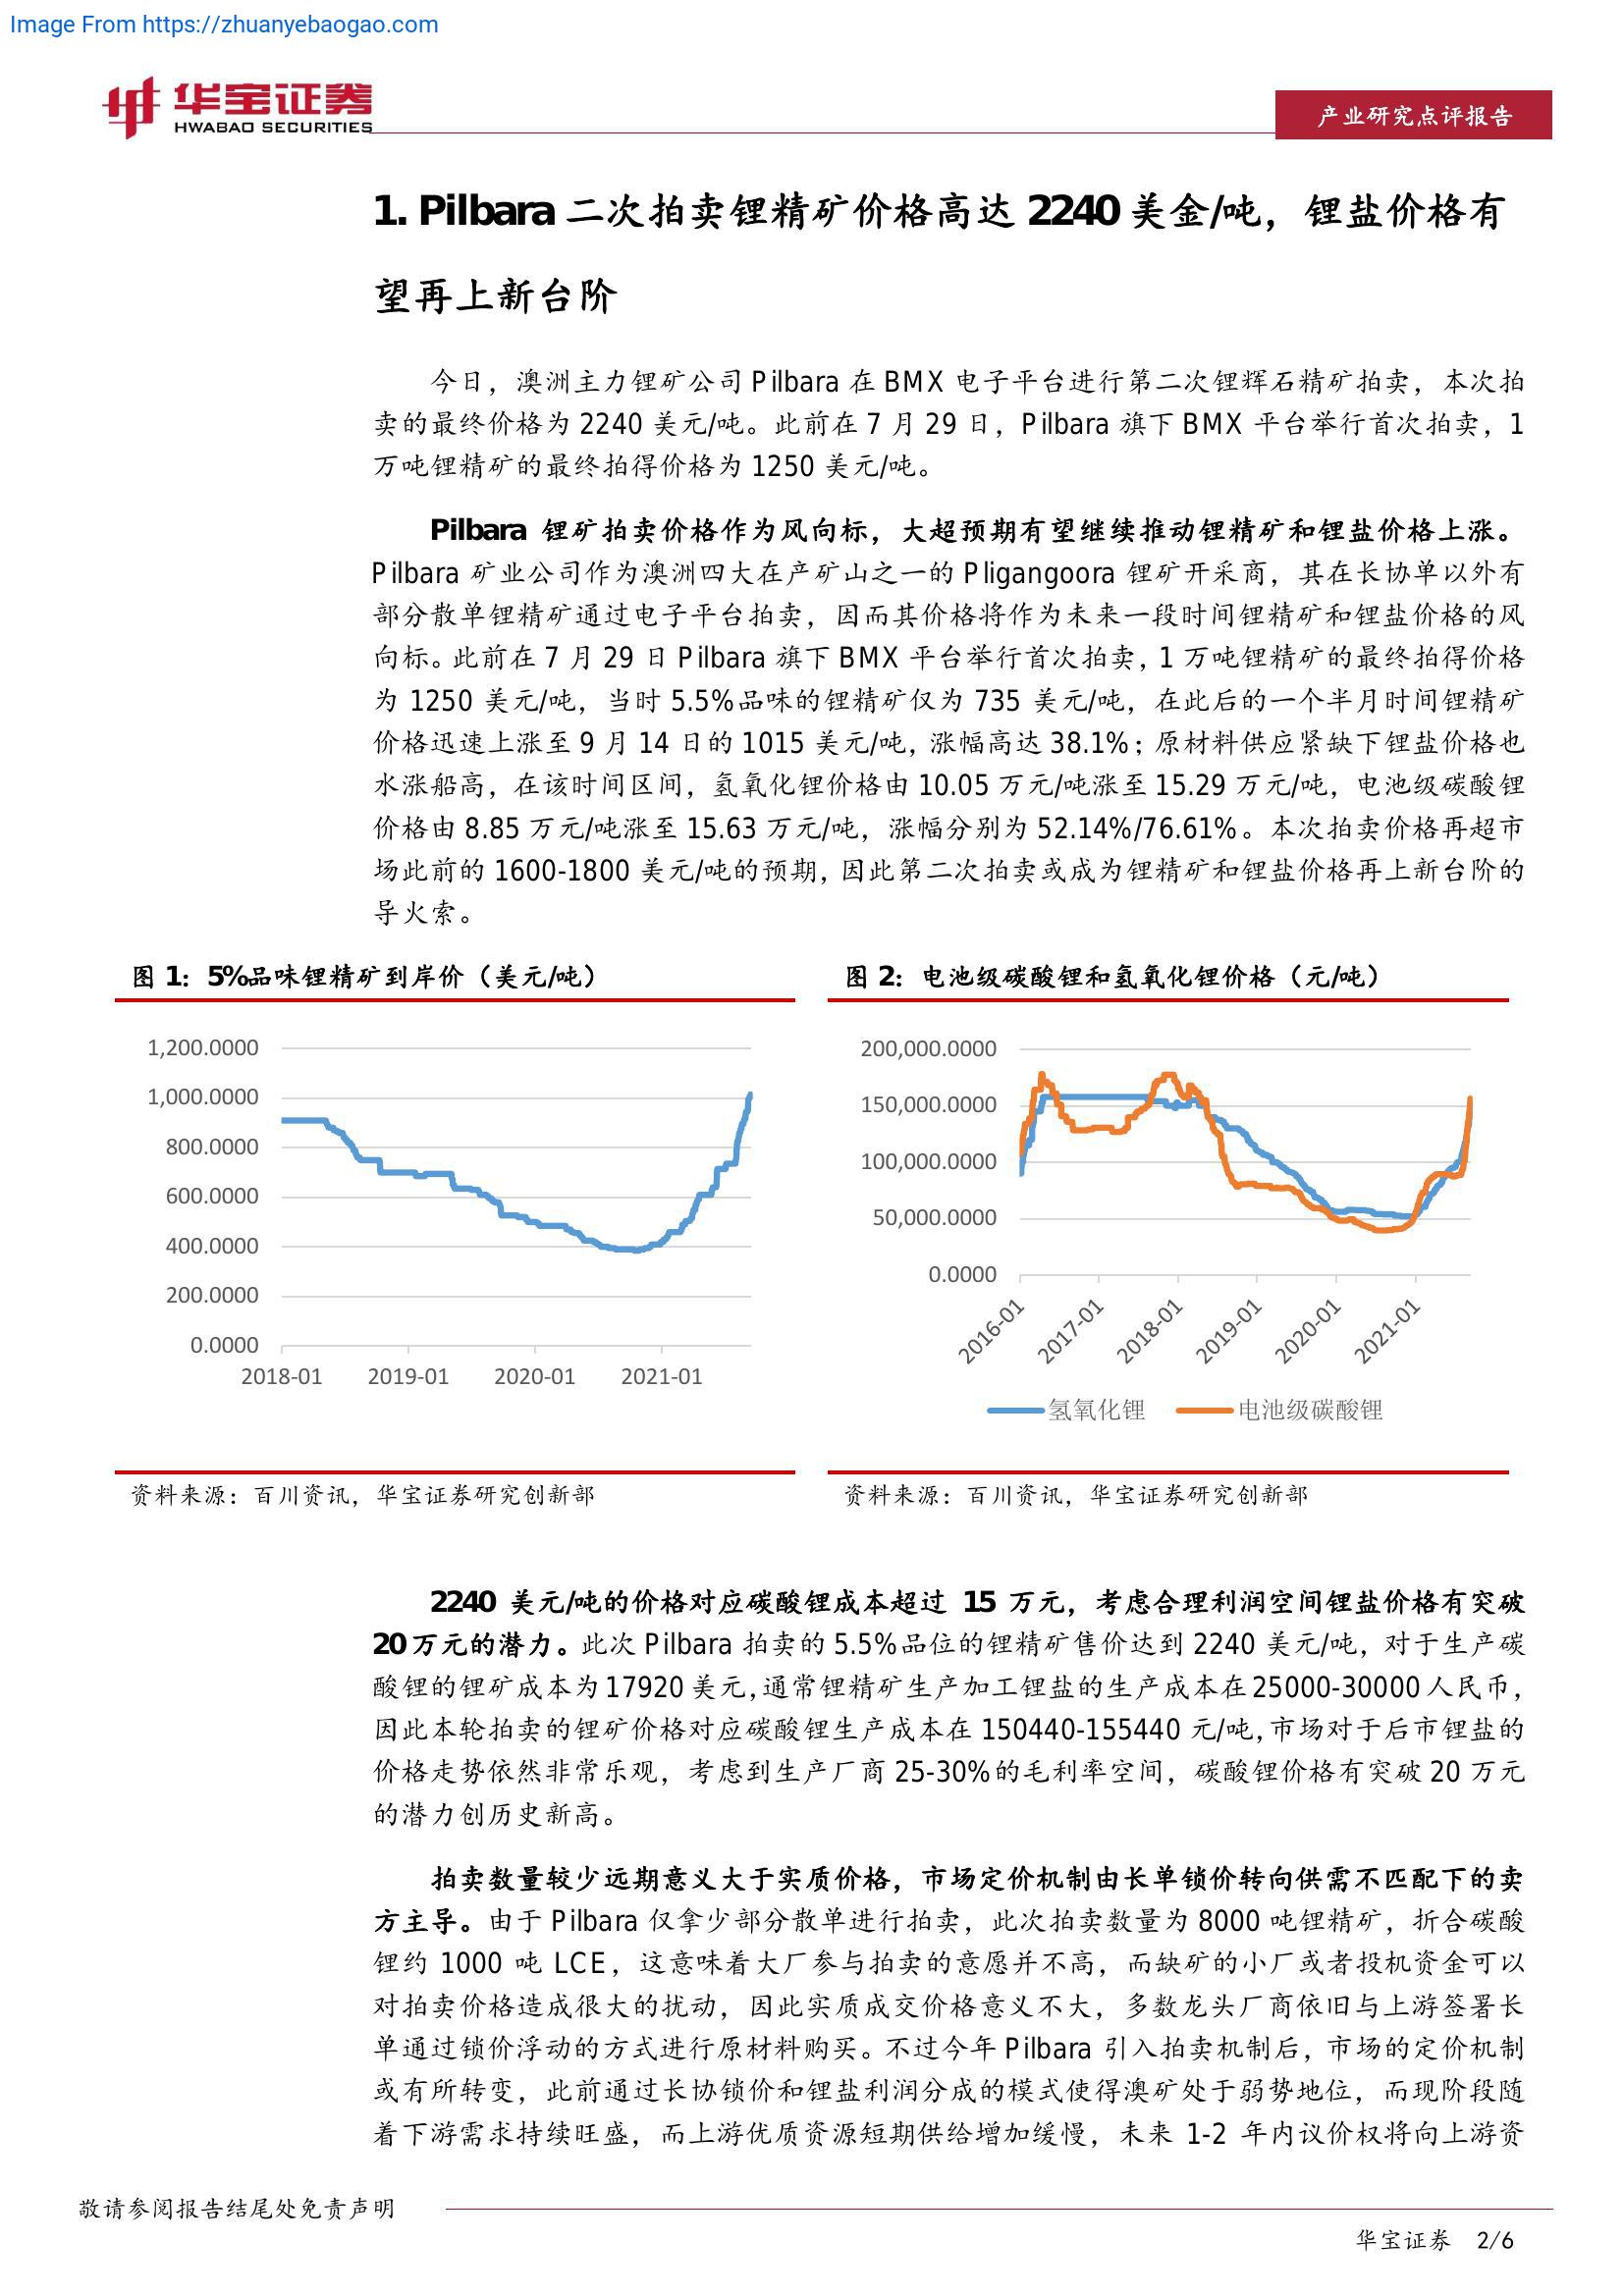 Image From https://zhuanyebaogao.com
华宝证券
HWABAO SECURITIES
产业研究点评报告
1. Pilbara 二次拍卖锂精矿价格高达 2240 美金/吨，锂盐价格有
望再上新台阶
今日，澳洲主力锂矿公司 Pilbara 在 BMX 电子平台进行第二次锂辉石精矿拍卖，本次拍
卖的最终价格为 2240 美元/吨。此前在 7 月 29 日，Pilbara 旗下 BMX 平台举行首次拍卖，1
万吨锂精矿的最终拍得价格为 1250 美元/吨。
Pilbara 锂矿拍卖价格作为风向标，大超预期有望继续推动锂精矿和锂盐价格上涨。
Pilbara 矿业公司作为澳洲四大在产矿山之一的 Pligangoora 锂矿开采商，其在长协单以外有
部分散单锂精矿通过电子平台拍卖，因而其价格将作为未来一段时间锂精矿和锂盐价格的风
向标。此前在 7 月 29 日 Pilbara 旗下 BMX 平台举行首次拍卖，1 万吨锂精矿的最终拍得价格
为 1250 美元/吨，当时 5.5%品味的锂精矿仅为 735 美元/吨，在此后的一个半月时间锂精矿
价格迅速上涨至 9 月 14 日的 1015 美元/吨，涨幅高达 38.1%；原材料供应紧缺下锂盐价格也
水涨船高，在该时间区间，氢氧化锂价格由 10.05 万元/吨涨至 15.29 万元/吨，电池级碳酸锂
价格由 8.85 万元/吨涨至 15.63 万元/吨，涨幅分别为 52.14%/76.61%。本次拍卖价格再超市
场此前的 1600-1800 美元/吨的预期，因此第二次拍卖或成为锂精矿和锂盐价格再上新台阶的
导火索。
图 1：5%品味锂精矿到岸价（美元/吨）
1,200.0000
1,000.0000
800.0000
600.0000
400.0000
200.0000
0.0000
2018-01 2019-01 2020-01 2021-01
资料来源：百川资讯，华宝证券研究创新部
图 2：电池级碳酸锂和氢氧化锂价格（元/吨）
200,000.0000
150,000.0000
100,000.0000
50,000.0000
0.0000
2016-01 2017-01 2018-01 2019-01 2020-01 2021-01
氢氧化锂 电池级碳酸锂
资料来源：百川资讯，华宝证券研究创新部
2240 美元/吨的价格对应碳酸锂成本超过 15 万元，考虑合理利润空间锂盐价格有突破
20 万元的潜力。此次 Pilbara 拍卖的 5.5%品位的锂精矿售价达到 2240 美元/吨，对于生产碳
酸锂的锂矿成本为 17920 美元，通常锂精矿生产加工锂盐的生产成本在 25000-30000 人民币，
因此本轮拍卖的锂矿价格对应碳酸锂生产成本在 150440-155440 元/吨，市场对于后市锂盐的
价格走势依然非常乐观，考虑到生产厂商 25-30%的毛利率空间，碳酸锂价格有突破 20 万元
的潜力创历史新高。
拍卖数量较少远期意义大于实质价格，市场定价机制由长单锁价转向供需不匹配下的卖
方主导。由于 Pilbara 仅拿少部分散单进行拍卖，此次拍卖数量为 8000 吨锂精矿，折合碳酸
锂约 1000 吨 LCE，这意味着大厂参与拍卖的意愿并不高，而缺矿的小厂或者投机资金可以
对拍卖价格造成很大的扰动，因此实质成交价格意义不大，多数龙头厂商依旧与上游签署长
单通过锁价浮动的方式进行原材料购买。不过今年 Pilbara 引入拍卖机制后，市场的定价机制
或有所转变，此前通过长协锁价和锂盐利润分成的模式使得澳矿处于弱势地位，而现阶段随
着下游需求持续旺盛，而上游优质资源短期供给增加缓慢，未来 1-2 年内议价权将向上游资
敬请参阅报告结尾处免责声明
华宝证券 2/6